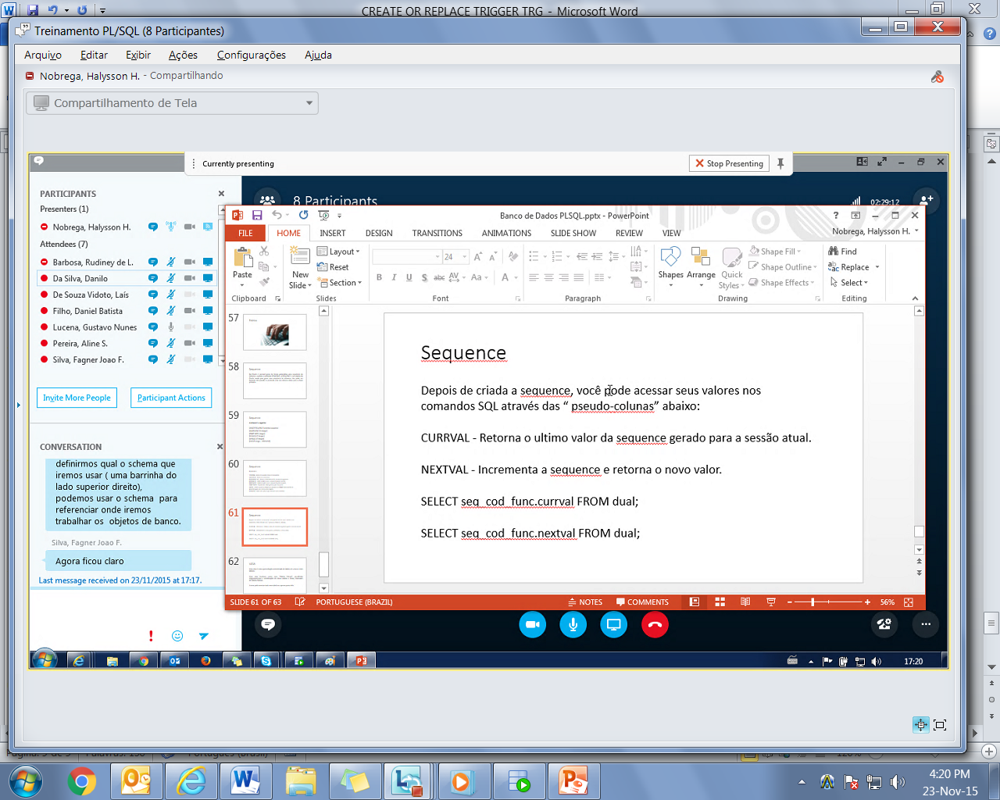 CREATE OR REPLACE TRIGGER TRG - Microsoft Word
Treinamento PL/SQL (8 Participantes)
Arquivo Editar Exibir Ações Configurações Ajuda
Nobrega, Halysson H. - Compartilhando
Compartilhamento de Tela
Currently presenting
Stop Presenting
PARTICIPANTS
Presenters (1)
Nobrega, Halysson H.
Attendees (7)
Barbosa, Rudiney de L.
Da Silva, Danilo
De Souza Vidoto, Laís
Filho, Daniel Batista
Lucena, Gustavo Nunes
Pereira, Aline S.
Silva, Fagner Joao F.
Invite More People
Participant Actions
CONVERSATION
definirmos qual o schema que
iremos usar ( uma barrinha do
lado superior direito),
podemos usar o schema para
referenciar onde iremos
trabalhar os objetos de banco.
Silva, Fagner Joao F.
Agora ficou claro
Last message received on 23/11/2015 at 17:17.
8 Participants
02:29:12
Banco de Dados PLSQL.pptx - PowerPoint
FILE HOME INSERT DESIGN TRANSITIONS ANIMATIONS SLIDE SHOW REVIEW VIEW
Nobrega, Halysson H.
Paste
Clipboard
New
Slide
Layout
Reset
Section
Slides
24
B I U S abc AV Aa A
Font
Paragraph
Shapes
Arrange
Quick
Styles
Shape Fill
Shape Outline
Shape Effects
Drawing
Find
Replace
Select
Editing
57
58
59
60
61
62
Sequence
Depois de criada a sequence, você pode acessar seus valores nos
comandos SQL através das “ pseudo-colunas” abaixo:
CURRVAL - Retorna o ultimo valor da sequence gerado para a sessão atual.
NEXTVAL - Incrementa a sequence e retorna o novo valor.
SELECT seq_cod_func.currval FROM dual;
SELECT seq_cod_func.nextval FROM dual;
SLIDE 61 OF 63
PORTUGUESE (BRAZIL)
NOTES
COMMENTS
56%
17:20
4:20 PM
23-Nov-15